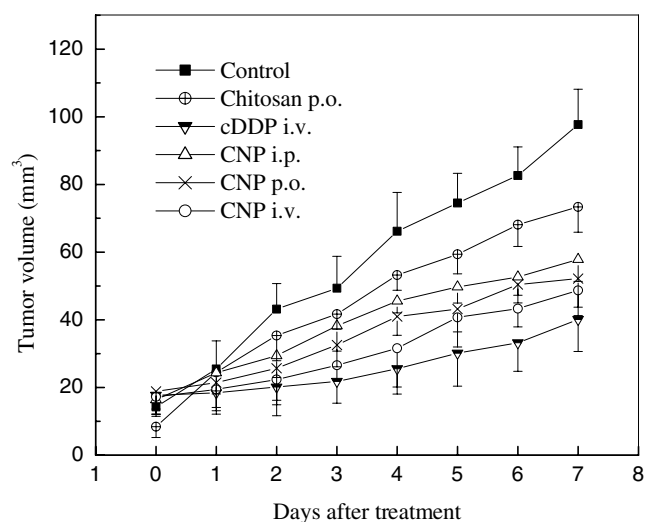 120
100
80
60
40
20
0
Tumor volume (mm³)
Control
Chitosan p.o.
cDDP i.v.
CNP i.p.
CNP p.o.
CNP i.v.
1 0 1 2 3 4 5 6 7 8
Days after treatment